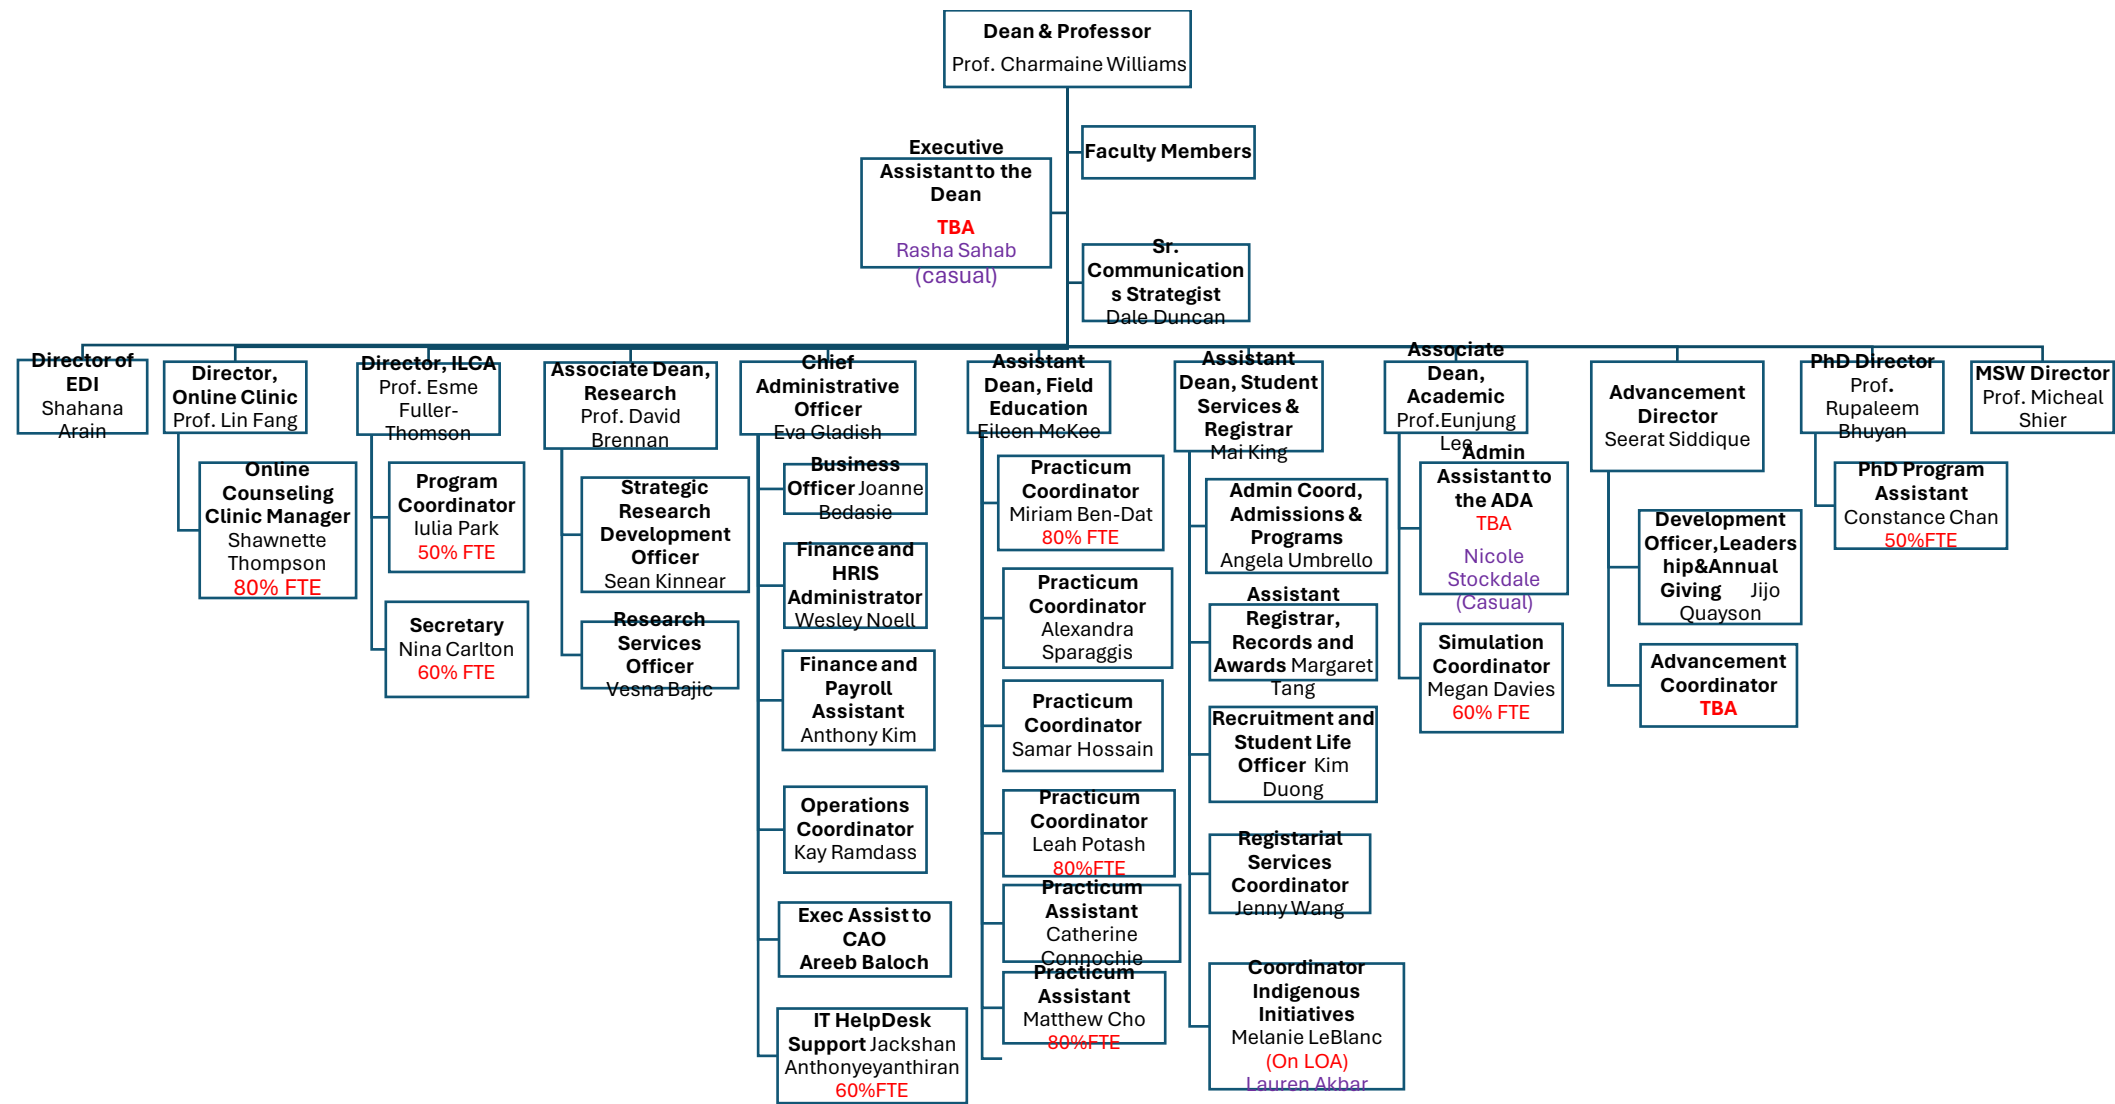 Dean & Professor
Prof. Charmaine Williams
Faculty Members
Executive
Assistant to the
Dean
TBA
Rasha Sahab
(casual)
Sr.
Communication
s Strategist
Dale Duncan
Director of
EDI
Shahana
Arain
Director,
Online Clinic
Prof. Lin Fang
Online
Counseling
Clinic Manager
Shawnette
Thompson
80% FTE
Director, ILCA
Prof. Esme
Fuller-
Thomson
Program
Coordinator
Iulia Park
50% FTE
Secretary
Nina Carlton
60% FTE
Associate Dean,
Research
Prof. David
Brennan
Strategic
Research
Development
Officer
Sean Kinnear
Research
Services
Officer
Vesna Bajic
Chief
Administrative
Officer
Eva Gladish
Business
Officer Joanne
Bedasie
Finance and
HRIS
Administrator
Wesley Noell
Finance and
Payroll
Assistant
Anthony Kim
Operations
Coordinator
Kay Ramdass
Exec Assist to
CAO
Areeb Baloch
IT HelpDesk
Support Jackshan
Anthonyeyanthiran
60%FTE
Assistant
Dean, Field
Education
Eileen McKee
Practicum
Coordinator
Miriam Ben-Dat
80% FTE
Practicum
Coordinator
Alexandra
Sparaggis
Practicum
Coordinator
Samar Hossain
Practicum
Coordinator
Leah Potash
80%FTE
Practicum
Assistant
Catherine
Connochie
Practicum
Assistant
Matthew Cho
80%FTE
Assistant
Dean, Student
Services &
Registrar
Mai King
Admin Coord,
Admissions &
Programs
Angela Umbrello
Assistant
Registrar,
Records and
Awards Margaret
Tang
Recruitment and
Student Life
Officer Kim
Duong
Registarial
Services
Coordinator
Jenny Wang
Coordinator
Indigenous
Initiatives
Melanie LeBlanc
(On LOA)
Lauren Akbar
Associate
Dean,
Academic
Prof.Eunjung
Lee
Admin
Assistant to
the ADA
TBA
Nicole
Stockdale
(Casual)
Simulation
Coordinator
Megan Davies
60% FTE
Advancement
Director
Seerat Siddique
Development
Officer,Leaders
hip&Annual
Giving Jijo
Quayson
Advancement
Coordinator
TBA
PhD Director
Prof.
Rupaleem
Bhuyan
PhD Program
Assistant
Constance Chan
50%FTE
MSW Director
Prof. Micheal
Shier